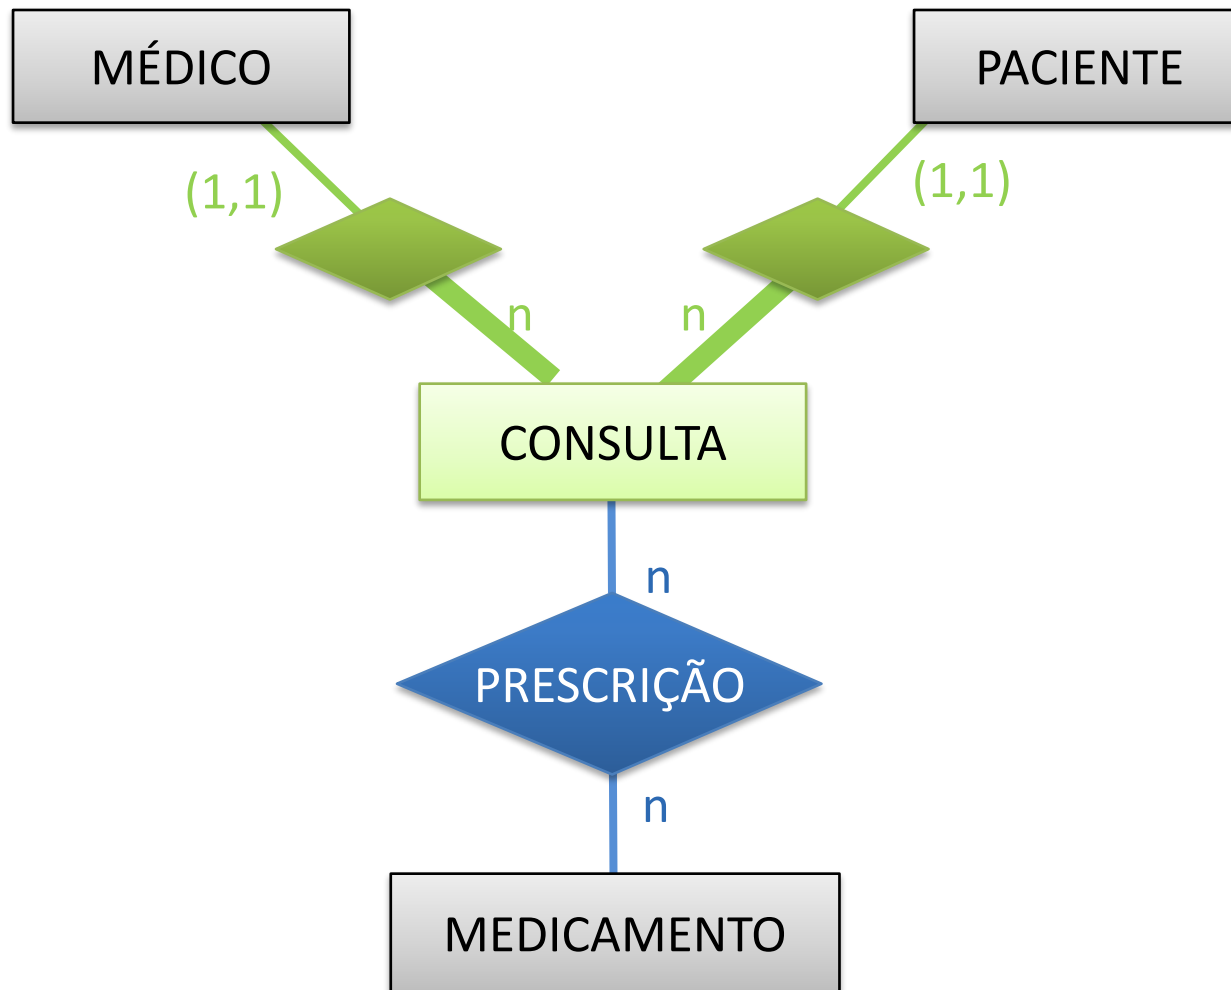 MÉDICO
PACIENTE
(1,1)
(1,1)
n
n
CONSULTA
n
PRESCRIÇÃO
n
MEDICAMENTO